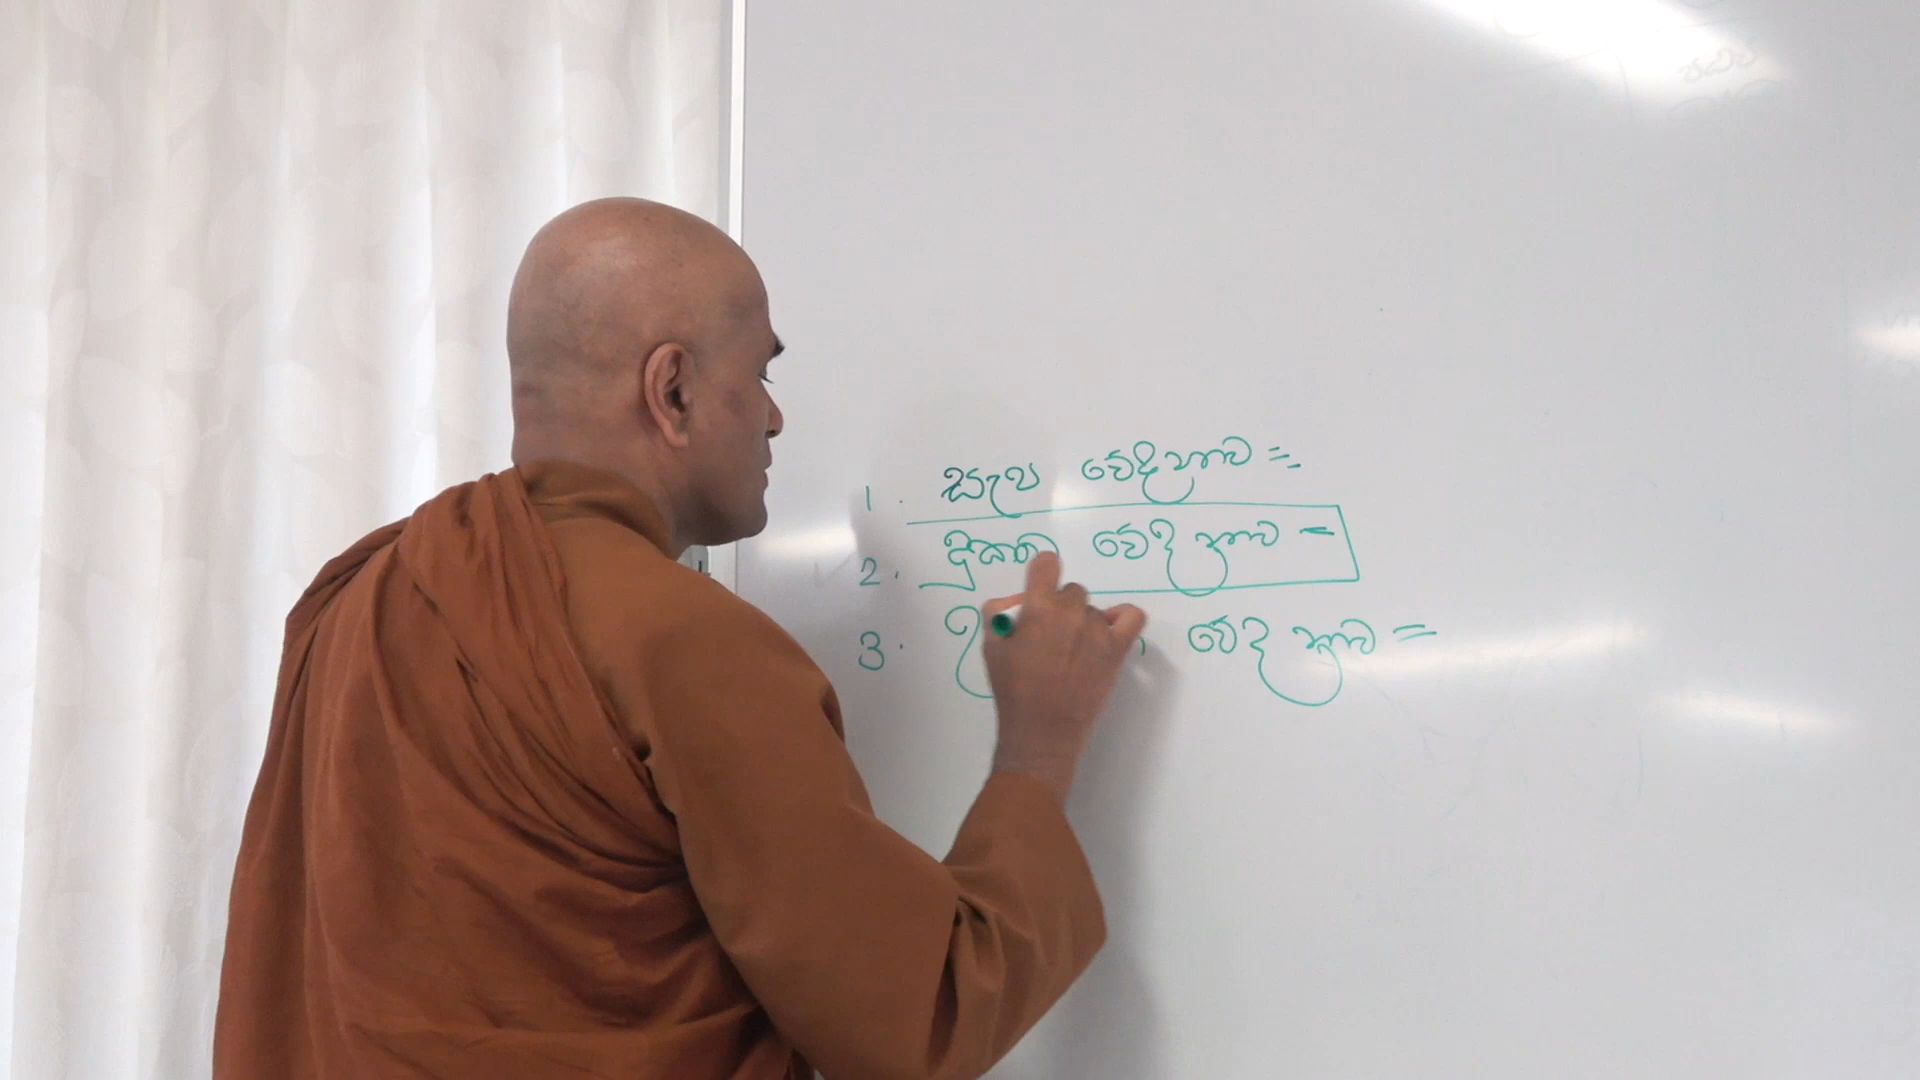 1. සැප වේදනාව =
2. දුක්ඛ වේදනාව -
3. වේදනාව =